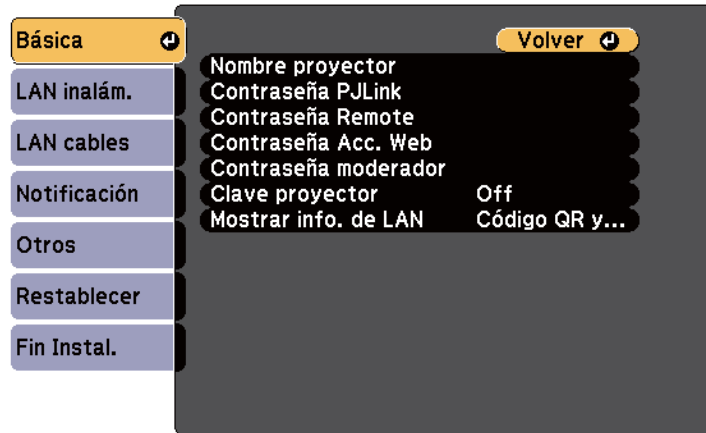 Básica
LAN inalám.
LAN cables
Notificación
Otros
Restablecer
Fin Instal.
Volver
Nombre proyector
Contraseña PJLink
Contraseña Remote
Contraseña Acc. Web
Contraseña moderador
Clave proyector Off
Mostrar info. de LAN Código QR y...